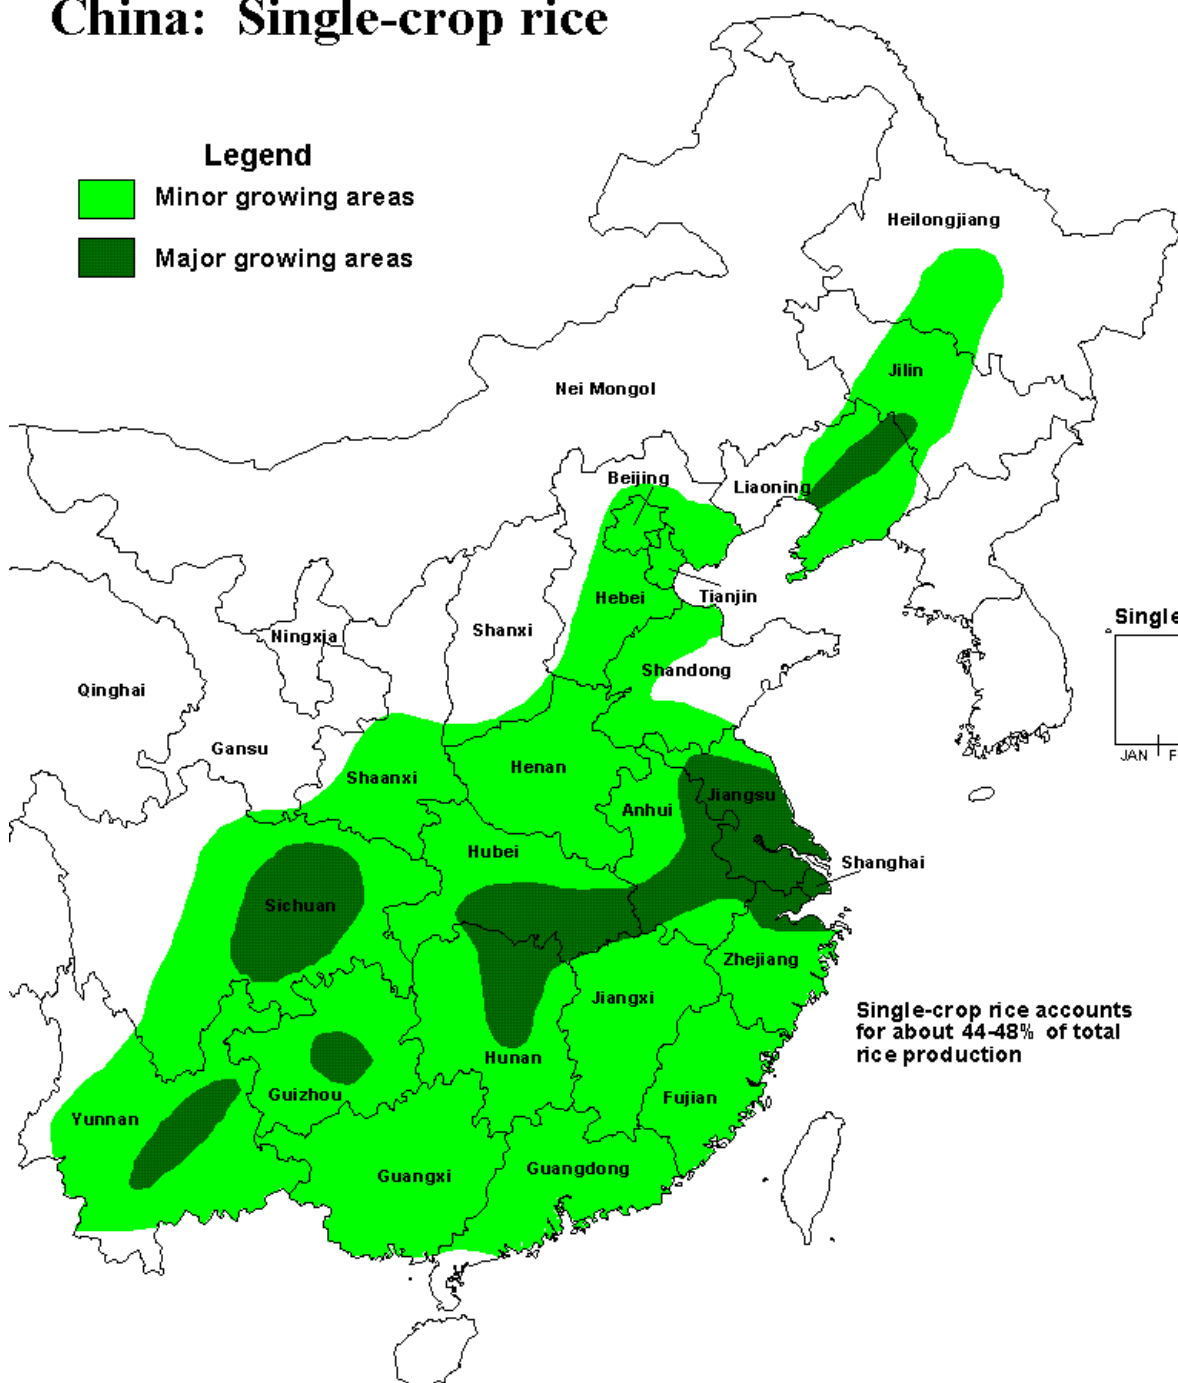 China: Single-crop rice
Legend
Minor growing areas
Major growing areas
Heilongjiang
Jilin
Nei Mongol
Beijing
Liaoning
Tianjin
Hebei
Shanxi
Ningxia
Shandong
Qinghai
Gansu
Single
JAN
F
Shaanxi
Henan
Anhui
Jiangsu
Hubei
Shanghai
Sichuan
Zhejiang
Jiangxi
Single-crop rice accounts
for about 44-48% of total
rice production
Hunan
Guizhou
Fujian
Yunnan
Guangxi
Guangdong